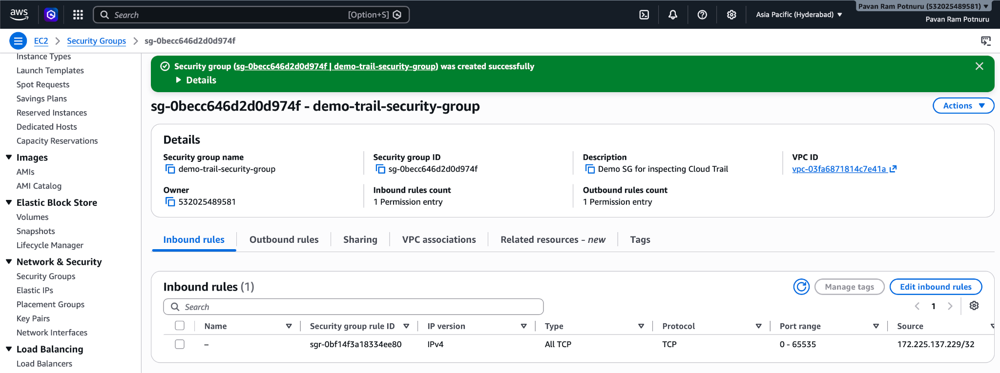 aws
Search [Option+S]
Asia Pacific (Hyderabad)
Pavan Ram Potnuru (532025489581)
Pavan Ram Potnuru
EC2 Security Groups sg-0becc646d2d0d974f
Instance Types
Launch Templates
Spot Requests
Savings Plans
Reserved Instances
Dedicated Hosts
Capacity Reservations
Images
AMIs
AMI Catalog
Elastic Block Store
Volumes
Snapshots
Lifecycle Manager
Network & Security
Security Groups
Elastic IPs
Placement Groups
Key Pairs
Network Interfaces
Load Balancing
Load Balancers
Security group (sg-0becc646d2d0d974f | demo-trail-security-group) was created successfully
Details
sg-0becc646d2d0d974f - demo-trail-security-group
Actions
Details
Security group name
demo-trail-security-group
Security group ID
sg-0becc646d2d0d974f
Description
Demo SG for inspecting Cloud Trail
VPC ID
vpc-03fa6871814c7e41a
Owner
532025489581
Inbound rules count
1 Permission entry
Outbound rules count
1 Permission entry
Inbound rules Outbound rules Sharing VPC associations Related resources - new Tags
Inbound rules (1)
Manage tags
Edit inbound rules
Search
1
Name Security group rule ID IP version Type Protocol Port range Source
– sgr-0bf14f3a18334ee80 IPv4 All TCP TCP 0 - 65535 172.225.137.229/32